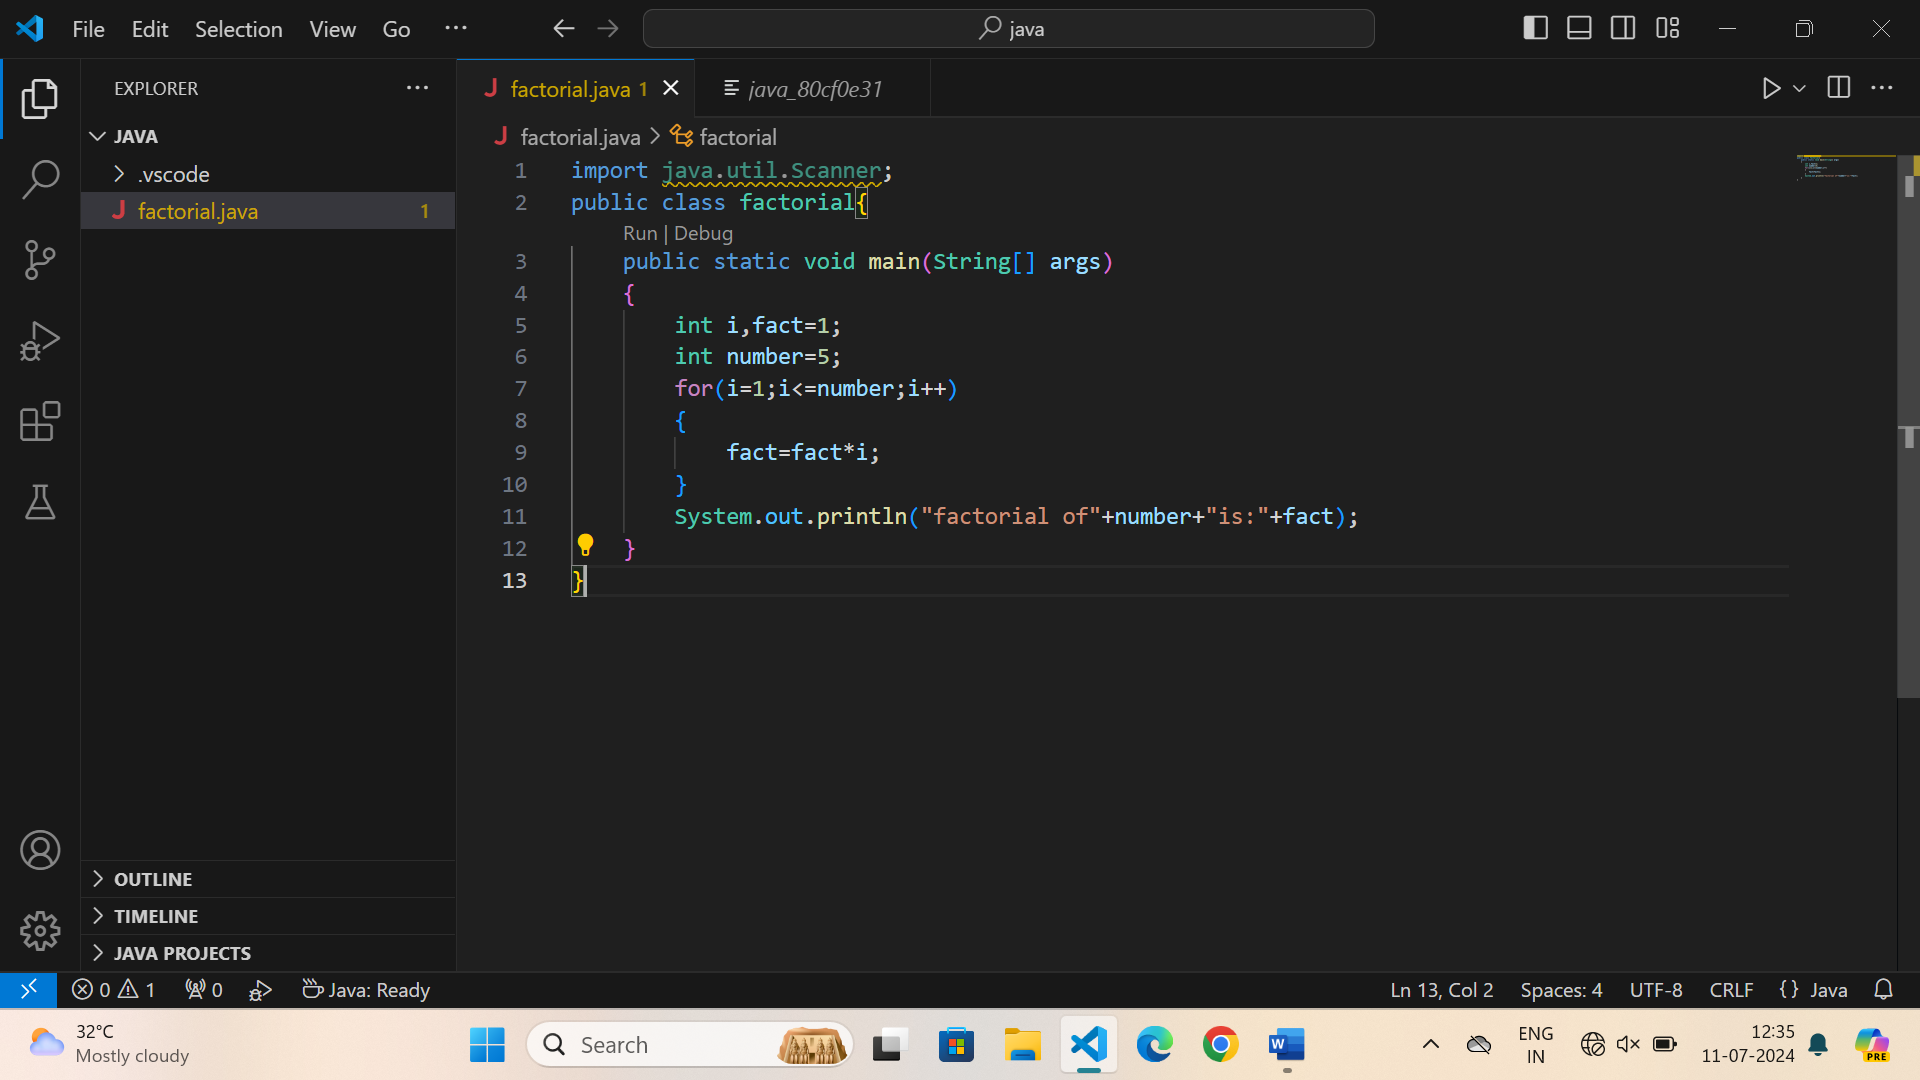 File Edit Selection View Go ···
java
EXPLORER ···
JAVA
.vscode
J factorial.java 1
OUTLINE
TIMELINE
JAVA PROJECTS
J factorial.java 1
java_80cf0e31
J factorial.java > factorial
1 import java.util.Scanner;
2 public class factorial{
Run | Debug
3 public static void main(String[] args)
4 {
5 int i,fact=1;
6 int number=5;
7 for(i=1;i<=number;i++)
8 {
9 fact=fact*i;
10 }
11 System.out.println("factorial of"+number+"is:"+fact);
12 }
13 }
0 1 0 Java: Ready
Ln 13, Col 2 Spaces: 4 UTF-8 CRLF {} Java
32°C
Mostly cloudy
Search
W
ENG
IN
12:35
11-07-2024
PRE